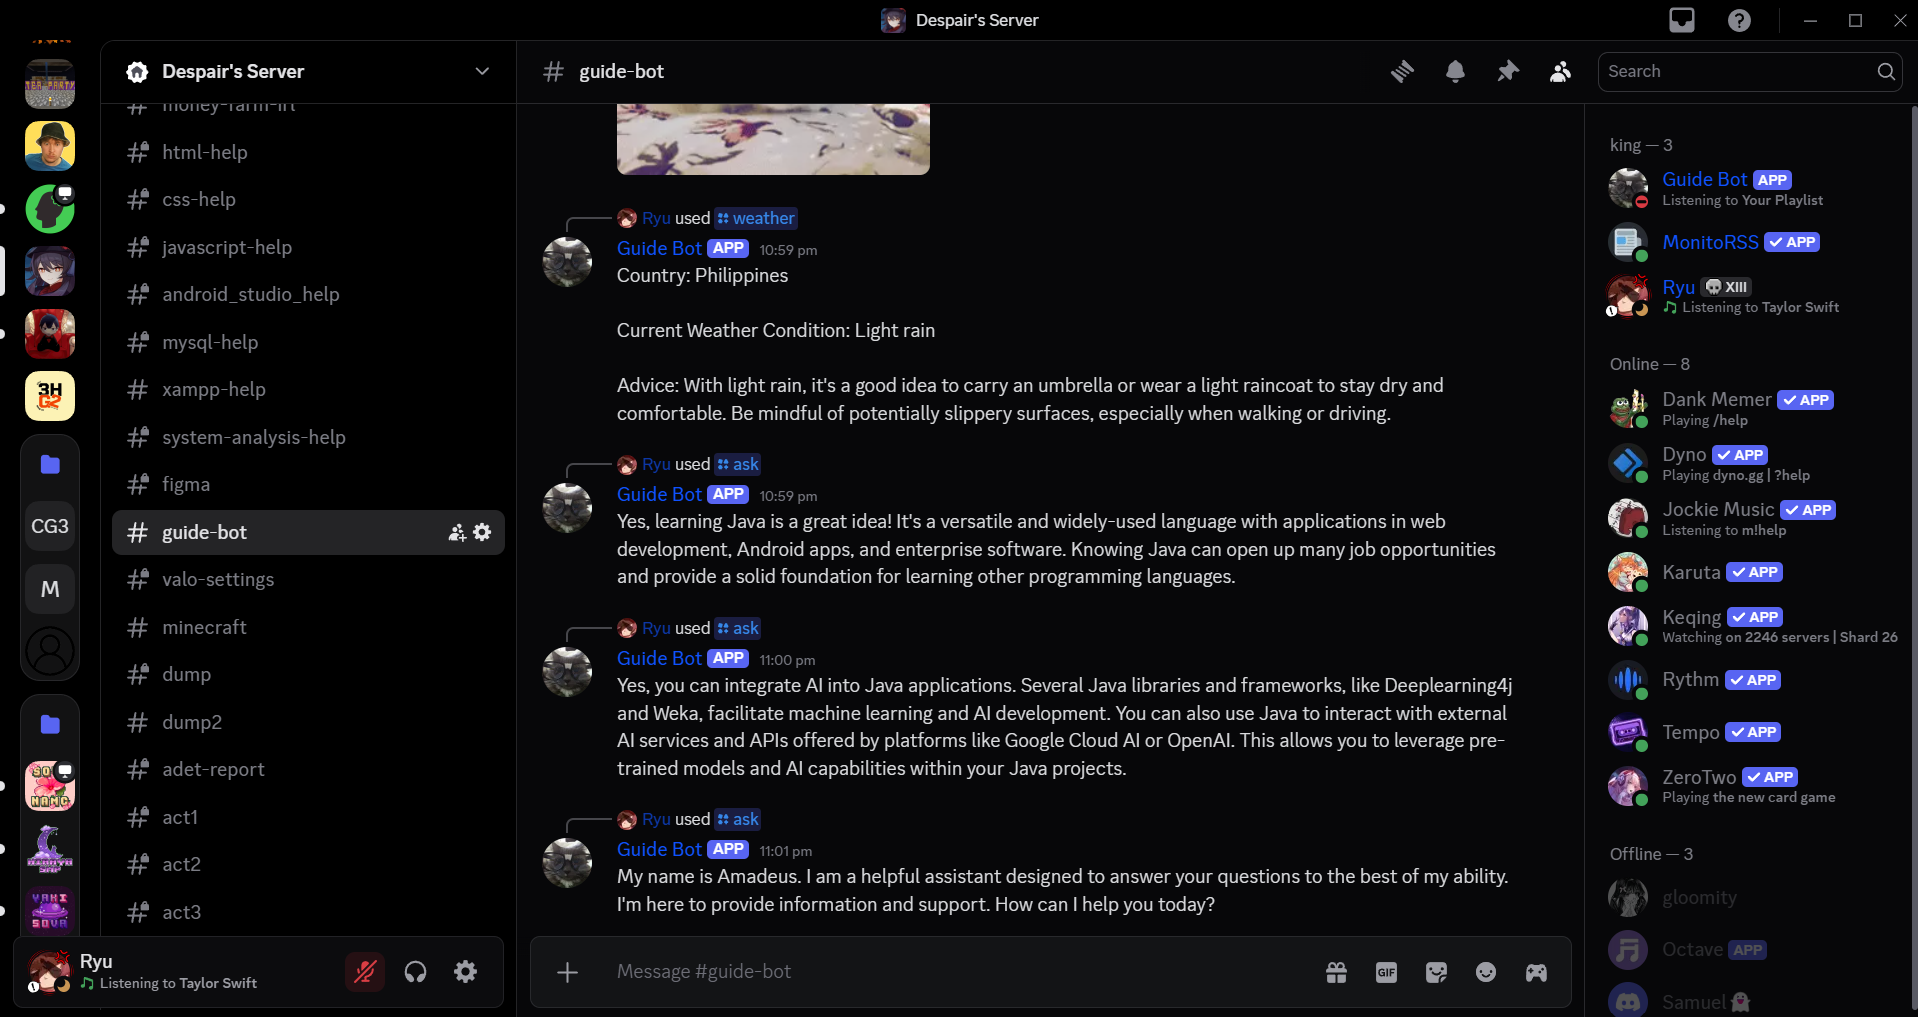 Despair's Server
Despair's Server
money-farm-irl
html-help
css-help
javascript-help
android_studio_help
mysql-help
xampp-help
system-analysis-help
figma
guide-bot
valo-settings
minecraft
dump
dump2
adet-report
act1
act2
act3
TEA PARTY
3H
G2
CG3
M
YAKI
SOVA
Ryu
Listening to Taylor Swift
guide-bot
Search
Ryu used weather
Guide Bot APP 10:59 pm
Country: Philippines
Current Weather Condition: Light rain
Advice: With light rain, it's a good idea to carry an umbrella or wear a light raincoat to stay dry and
comfortable. Be mindful of potentially slippery surfaces, especially when walking or driving.
Ryu used ask
Guide Bot APP 10:59 pm
Yes, learning Java is a great idea! It's a versatile and widely-used language with applications in web
development, Android apps, and enterprise software. Knowing Java can open up many job opportunities
and provide a solid foundation for learning other programming languages.
Ryu used ask
Guide Bot APP 11:00 pm
Yes, you can integrate AI into Java applications. Several Java libraries and frameworks, like Deeplearning4j
and Weka, facilitate machine learning and AI development. You can also use Java to interact with external
AI services and APIs offered by platforms like Google Cloud AI or OpenAI. This allows you to leverage pre-
trained models and AI capabilities within your Java projects.
Ryu used ask
Guide Bot APP 11:01 pm
My name is Amadeus. I am a helpful assistant designed to answer your questions to the best of my ability.
I'm here to provide information and support. How can I help you today?
Message #guide-bot
GIF
king — 3
Guide Bot APP
Listening to Your Playlist
MonitoRSS APP
Ryu XIII
Listening to Taylor Swift
Online — 8
Dank Memer APP
Playing /help
Dyno APP
Playing dyno.gg | ?help
Jockie Music APP
Listening to m!help
Karuta APP
Keqing APP
Watching on 2246 servers | Shard 26
Rythm APP
Tempo APP
ZeroTwo APP
Playing the new card game
Offline — 3
gloomity
Octave APP
Samuel